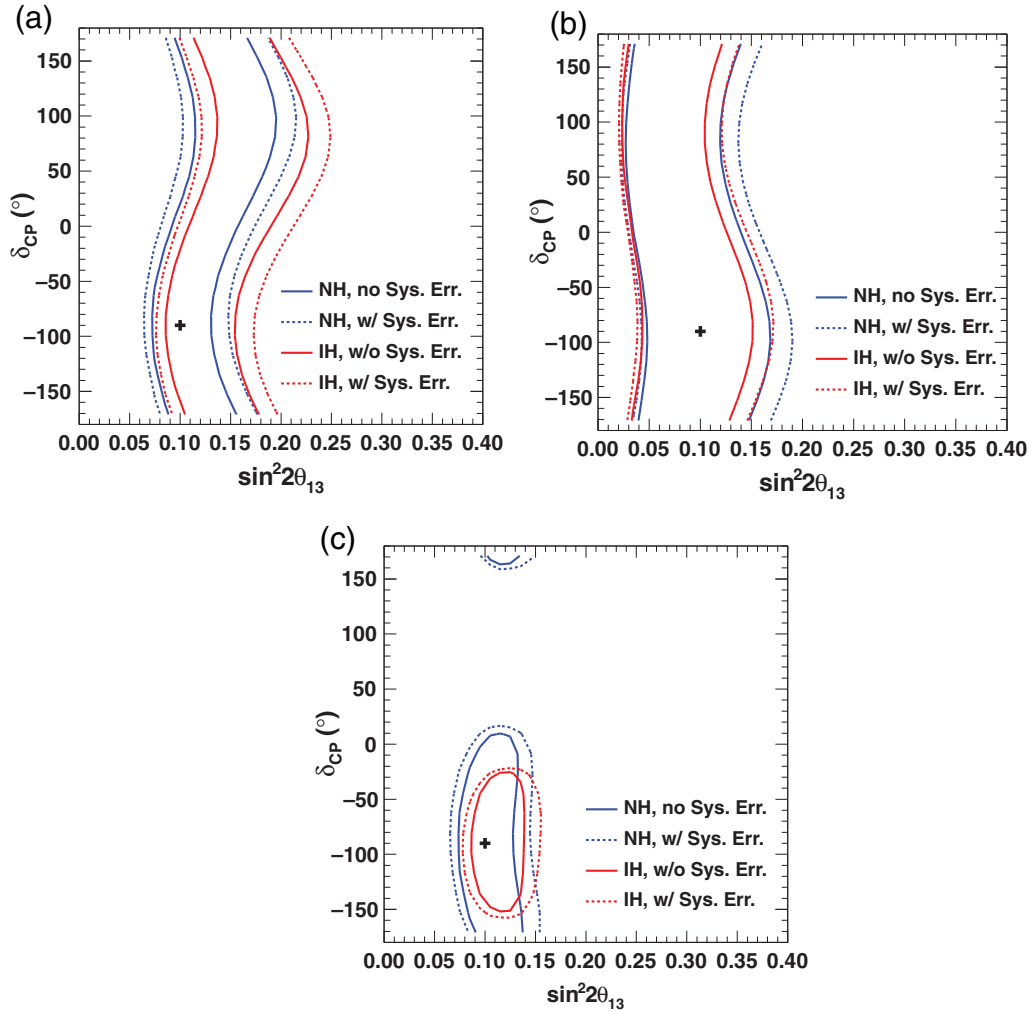 (a)
δCP (°)
150
100
50
0
−50
−100
−150
NH, no Sys. Err.
NH, w/ Sys. Err.
IH, w/o Sys. Err.
IH, w/ Sys. Err.
0.00 0.05 0.10 0.15 0.20 0.25 0.30 0.35 0.40
sin²2θ13
(b)
δCP (°)
150
100
50
0
−50
−100
−150
NH, no Sys. Err.
NH, w/ Sys. Err.
IH, w/o Sys. Err.
IH, w/ Sys. Err.
0.00 0.05 0.10 0.15 0.20 0.25 0.30 0.35 0.40
sin²2θ13
(c)
δCP (°)
150
100
50
0
−50
−100
−150
NH, no Sys. Err.
NH, w/ Sys. Err.
IH, w/o Sys. Err.
IH, w/ Sys. Err.
0.00 0.05 0.10 0.15 0.20 0.25 0.30 0.35 0.40
sin²2θ13